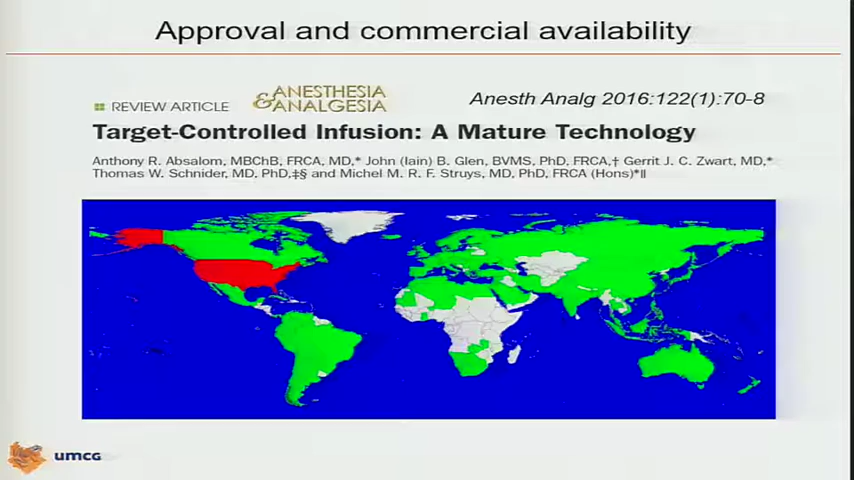 Approval and commercial availability
REVIEW ARTICLE
ANESTHESIA
& ANALGESIA
Anesth Analg 2016:122(1):70-8
Target-Controlled Infusion: A Mature Technology
Anthony R. Absalom, MBChB, FRCA, MD,* John (Iain) B. Glen, BVMS, PhD, FRCA,† Gerrit J. C. Zwart, MD,*
Thomas W. Schnider, MD, PhD,‡§ and Michel M. R. F. Struys, MD, PhD, FRCA (Hons)*‖
umcg